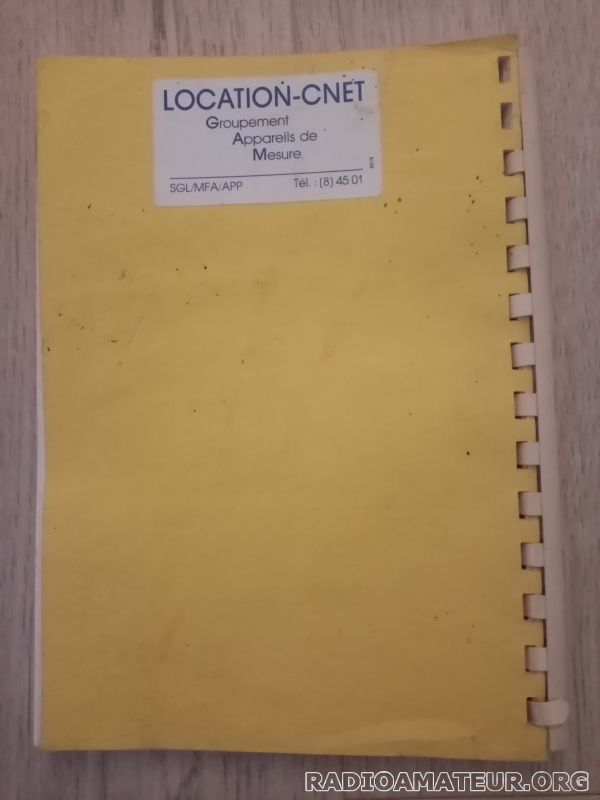 LOCATION-CNET
Groupement
Appareils de
Mesure.
SGL/MFA/APP
Tél. : (8) 45 01
RADIOAMATEUR.ORG